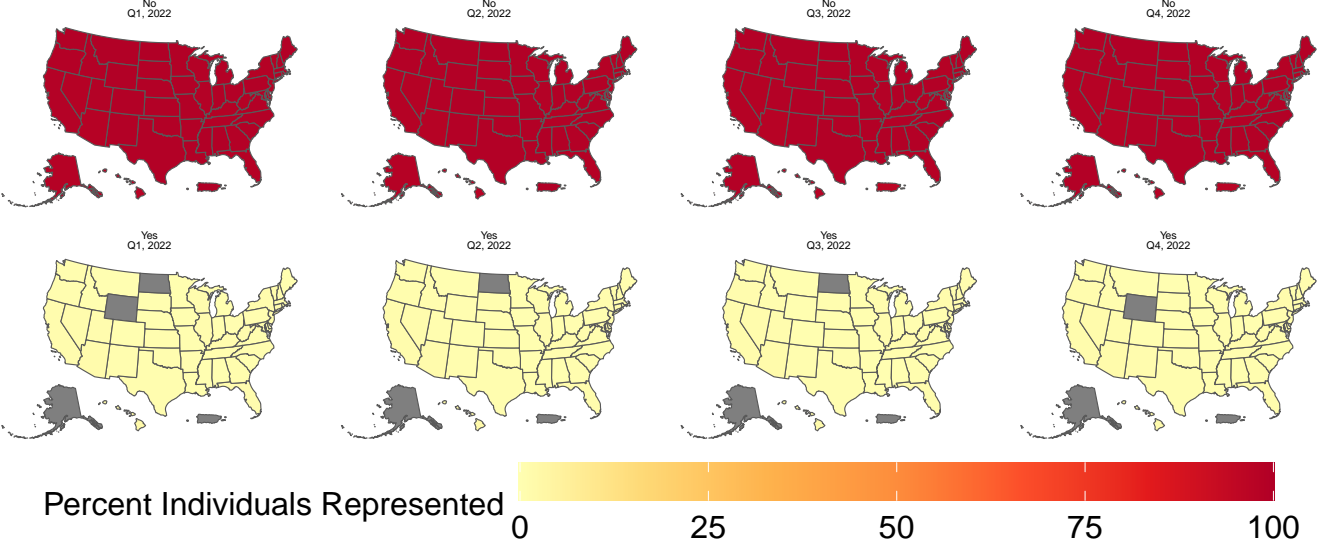 No
Q1, 2022
No
Q2, 2022
No
Q3, 2022
No
Q4, 2022
Yes
Q1, 2022
Yes
Q2, 2022
Yes
Q3, 2022
Yes
Q4, 2022
Percent Individuals Represented
0 25 50 75 100